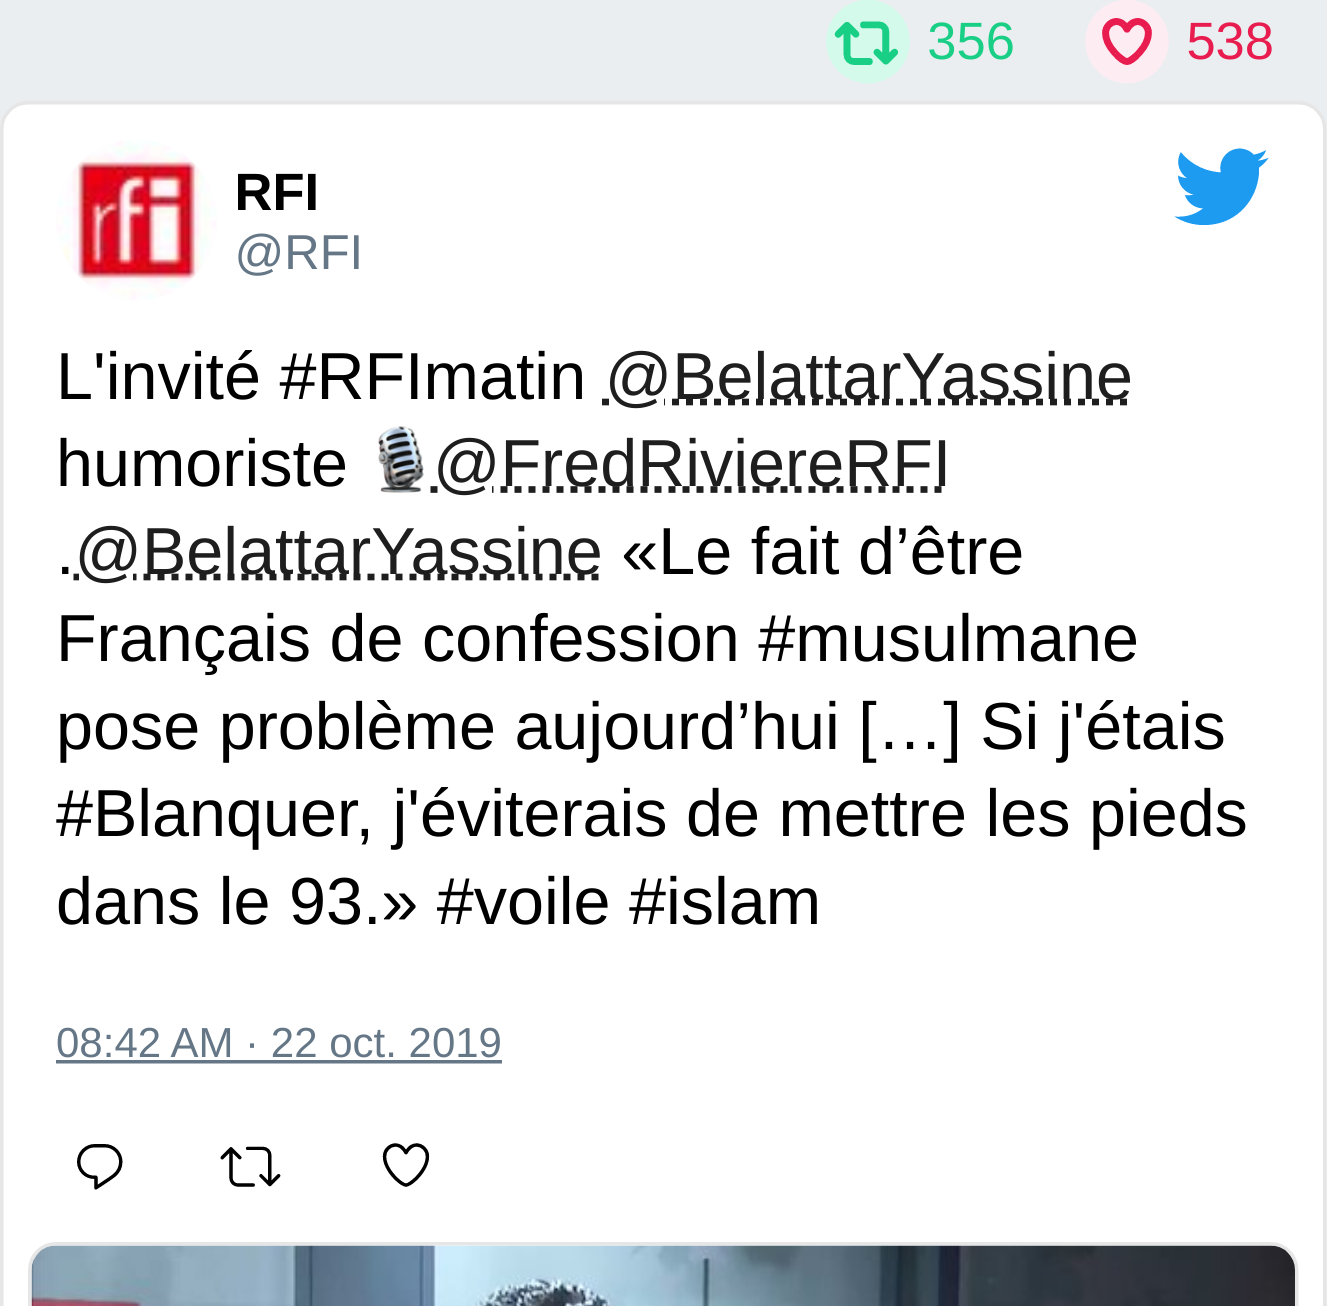 356 538
rfi
RFI
@RFI
L'invité #RFImatin @BelattarYassine
humoriste 🎙@FredRiviereRFI
.@BelattarYassine «Le fait d’être
Français de confession #musulmane
pose problème aujourd’hui […] Si j'étais
#Blanquer, j'éviterais de mettre les pieds
dans le 93.» #voile #islam
08:42 AM · 22 oct. 2019